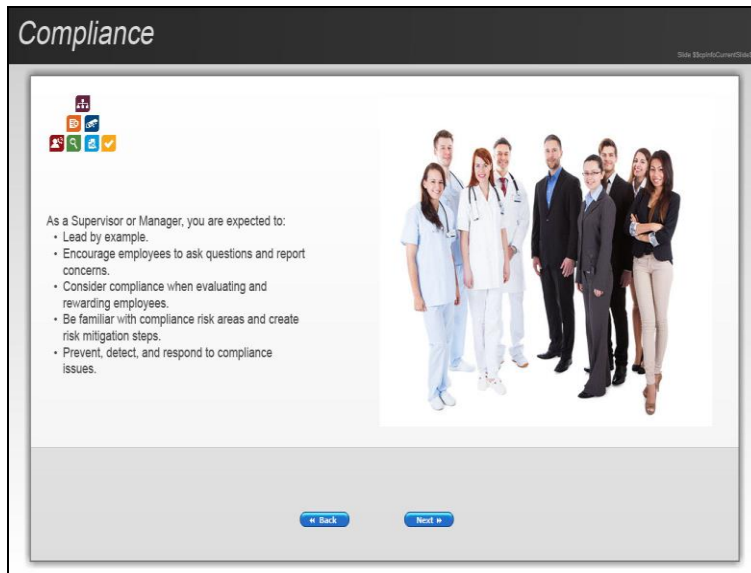 Compliance
Slide $$cpInfoCurrentSlide$
As a Supervisor or Manager, you are expected to:
• Lead by example.
• Encourage employees to ask questions and report
concerns.
• Consider compliance when evaluating and
rewarding employees.
• Be familiar with compliance risk areas and create
risk mitigation steps.
• Prevent, detect, and respond to compliance
issues.
Back
Next